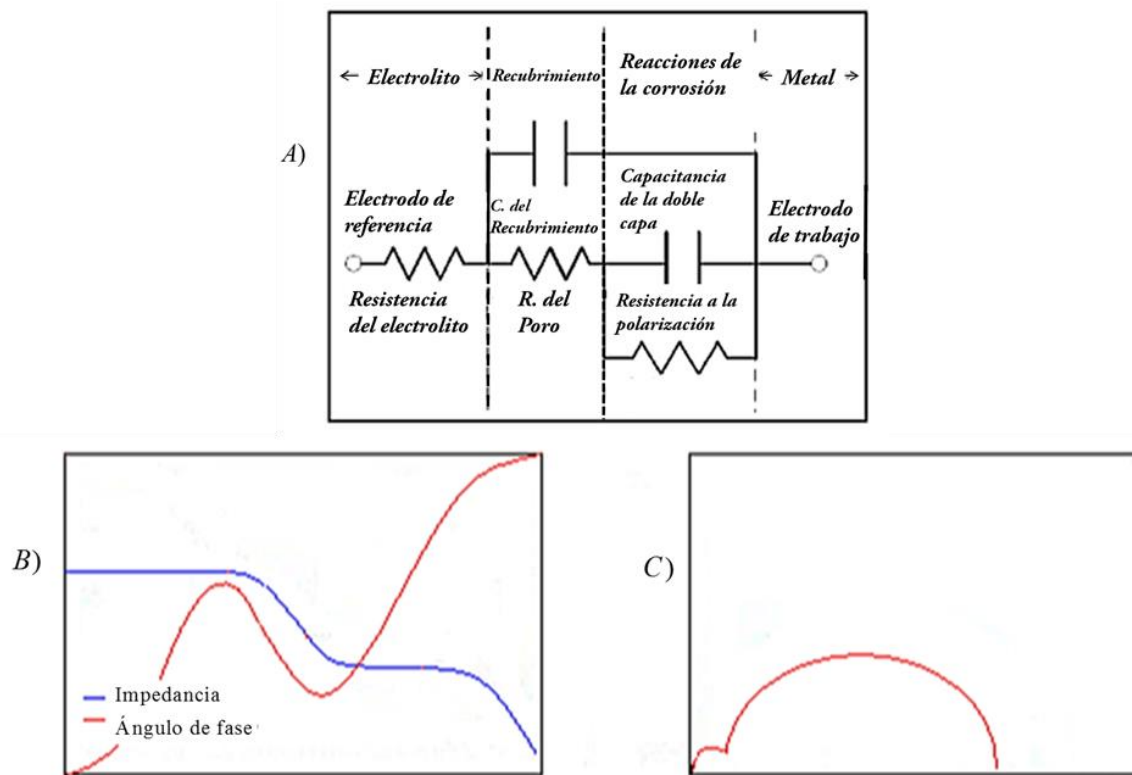 ← Electrolito →
Recubrimiento
Reacciones de
la corrosión
← Metal →
A)
Electrodo de
referencia
C. del
Recubrimiento
Capacitancia
de la doble
capa
Electrodo
de trabajo
Resistencia
del electrolito
R. del
Poro
Resistencia a la
polarización
B)
Impedancia
Ángulo de fase
C)